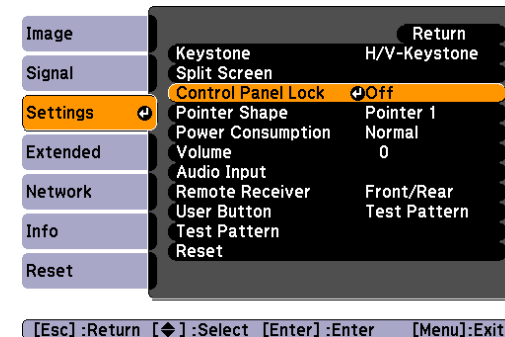 Image
Signal
Settings
Extended
Network
Info
Reset
Return
Keystone H/V-Keystone
Split Screen
Control Panel Lock Off
Pointer Shape Pointer 1
Power Consumption Normal
Volume 0
Audio Input
Remote Receiver Front/Rear
User Button Test Pattern
Test Pattern
Reset
[Esc] :Return [◆] :Select [Enter] :Enter [Menu]:Exit